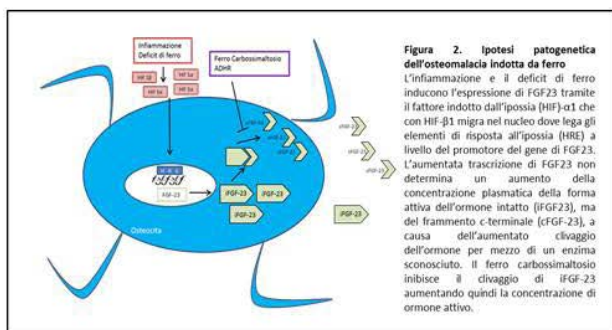 Infiammazione
Deficit di ferro
Ferro Carbossimaltosio
ADHR
HIF 1β
HIF 1α
HIF 1α
HIF 1α
cFGF-23
cFGF-23
cFGF-23
cFGF-23
cFGF-23
cFGF-23
FGF-23
iFGF-23
iFGF-23
iFGF-23
iFGF-23
Osteocita
Figura 2. Ipotesi patogenetica
dell'osteomalacia indotta da ferro
L'infiammazione e il deficit di ferro
inducono l'espressione di FGF23 tramite
il fattore indotto dall'ipossia (HIF)-α1 che
con HIF-β1 migra nel nucleo dove lega gli
elementi di risposta all'ipossia (HRE) a
livello del promotore del gene di FGF23.
L'aumentata trascrizione di FGF23 non
determina un aumento della
concentrazione plasmatica della forma
attiva dell'ormone intatto (iFGF23), ma
del frammento c-terminale (cFGF-23), a
causa dell'aumentato clivaggio
dell'ormone per mezzo di un enzima
sconosciuto. Il ferro carbossimaltosio
inibisce il clivaggio di iFGF-23
aumentando quindi la concentrazione di
ormone attivo.